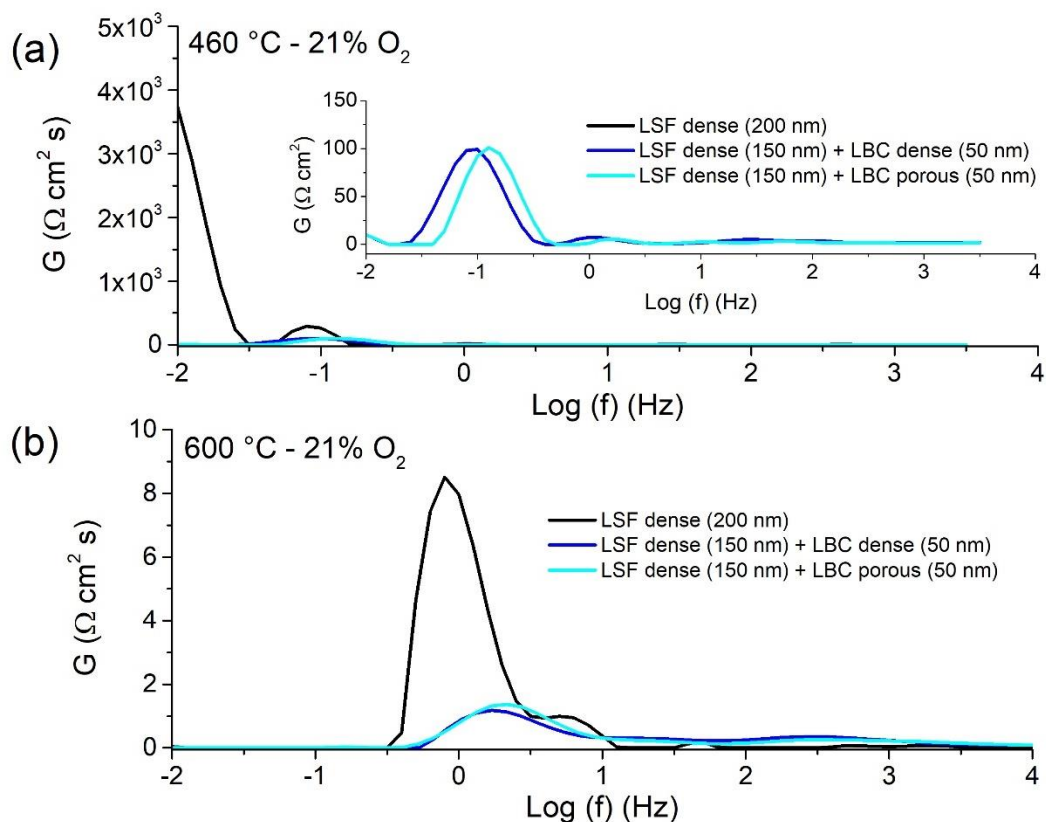 (a)
460 °C - 21% O₂
G (Ω cm² s)
5x10³
4x10³
3x10³
2x10³
1x10³
0
-2 -1 0 1 2 3 4
Log (f) (Hz)
G (Ω cm²)
150
100
50
0
-2 -1 0 1 2 3 4
Log (f) (Hz)
LSF dense (200 nm)
LSF dense (150 nm) + LBC dense (50 nm)
LSF dense (150 nm) + LBC porous (50 nm)
(b)
600 °C - 21% O₂
G (Ω cm² s)
10
8
6
4
2
0
-2 -1 0 1 2 3 4
Log (f) (Hz)
LSF dense (200 nm)
LSF dense (150 nm) + LBC dense (50 nm)
LSF dense (150 nm) + LBC porous (50 nm)